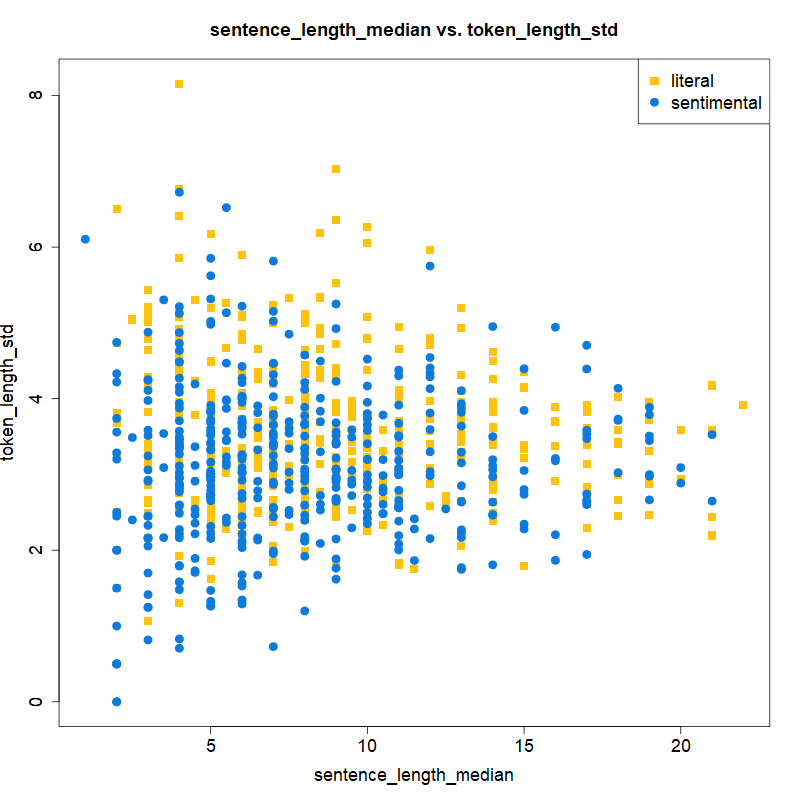 sentence_length_median vs. token_length_std
literal
sentimental
8
6
4
2
0
token_length_std
5
10
15
20
sentence_length_median